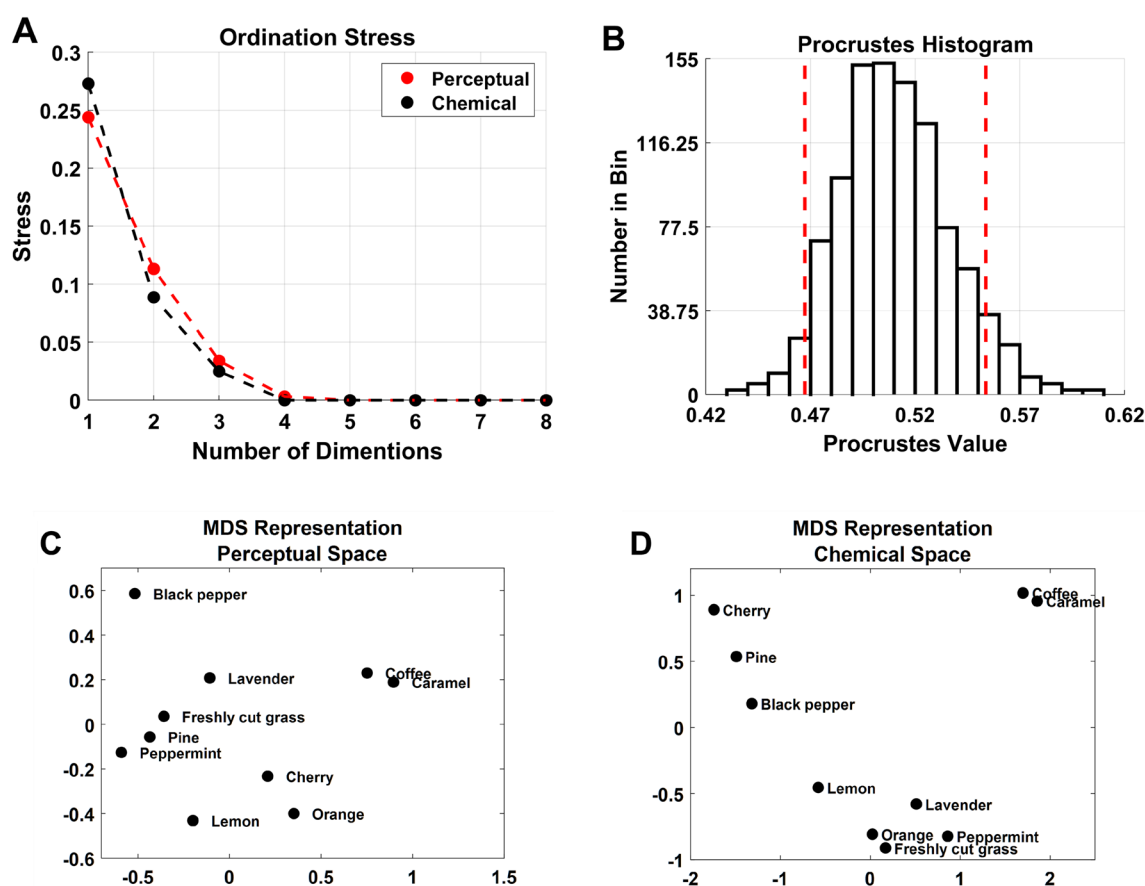 A
Ordination Stress
0.3
0.25
0.2
0.15
0.1
0.05
0
Stress
Perceptual
Chemical
1 2 3 4 5 6 7 8
Number of Dimentions
B
Procrustes Histogram
155
116.25
77.5
38.75
0
Number in Bin
0.42 0.47 0.52 0.57 0.62
Procrustes Value
C
MDS Representation
Perceptual Space
0.6
0.4
0.2
0
-0.2
-0.4
-0.6
Black pepper
Lavender
Coffee
Caramel
Freshly cut grass
Pine
Peppermint
Cherry
Orange
Lemon
-0.5 0 0.5 1 1.5
D
MDS Representation
Chemical Space
1
0.5
0
-0.5
-1
Coffee
Caramel
Cherry
Pine
Black pepper
Lemon
Lavender
Orange
Peppermint
Freshly cut grass
-2 -1 0 1 2